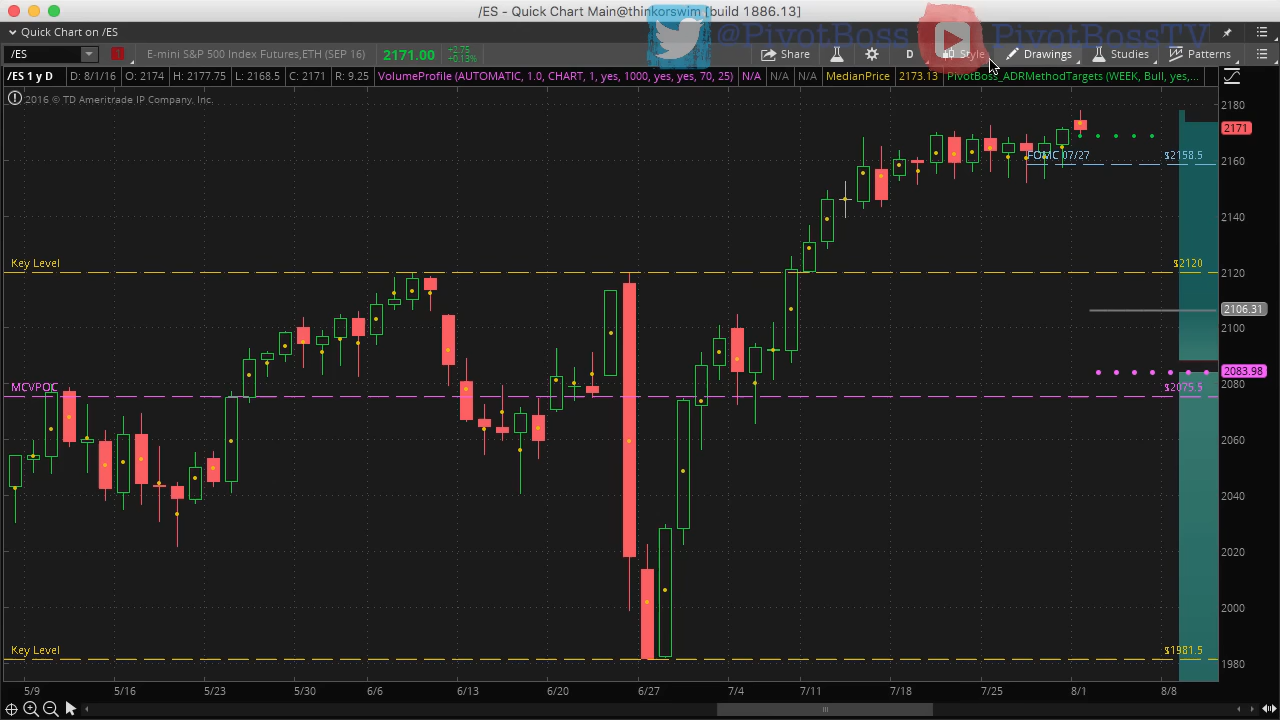 /ES - Quick Chart Main@thinkorswim [build 1886.13]
Quick Chart on /ES
@PivotBoss PivotBossTV
/ES E-mini S&P 500 Index Futures,ETH (SEP 16) 2171.00 +2.75 +0.13% Share D Style Drawings Studies Patterns
/ES 1 y D D: 8/1/16 O: 2174 H: 2177.75 L: 2168.5 C: 2171 R: 9.25 VolumeProfile (AUTOMATIC, 1.0, CHART, 1, yes, 1000, yes, yes, 70, 25) N/A N/A N/A MedianPrice 2173.13 PivotBoss_ADRMethodTargets (WEEK, Bull, yes,...
2016 © TD Ameritrade IP Company, Inc.
2180
2171
FOMC 07/27 $2158.5 2160
2140
Key Level $2120 2120
2106.31
2100
2083.98
MCVPOC $2075.5 2080
2060
2040
2020
2000
Key Level $1981.5
1980
5/9 5/16 5/23 5/30 6/6 6/13 6/20 6/27 7/4 7/11 7/18 7/25 8/1 8/8